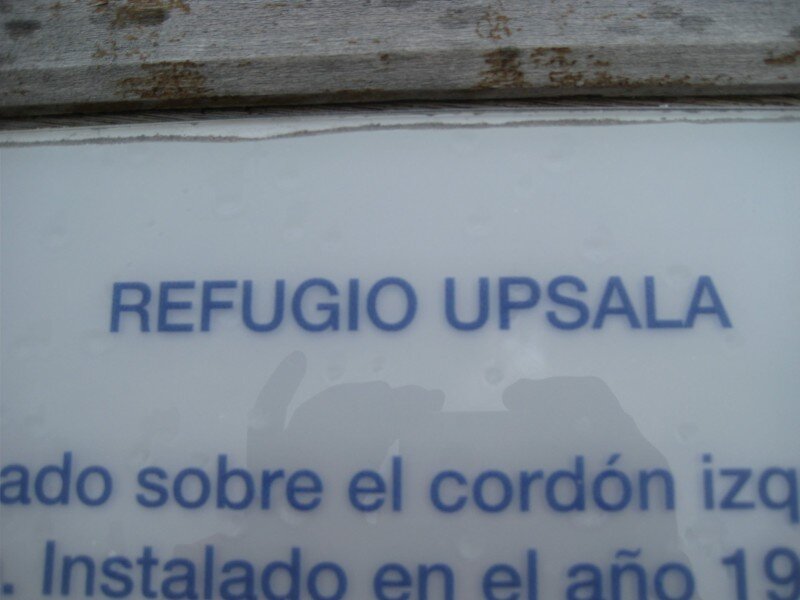 REFUGIO UPSALA
ado sobre el cordón izq
. Instalado en el año 19